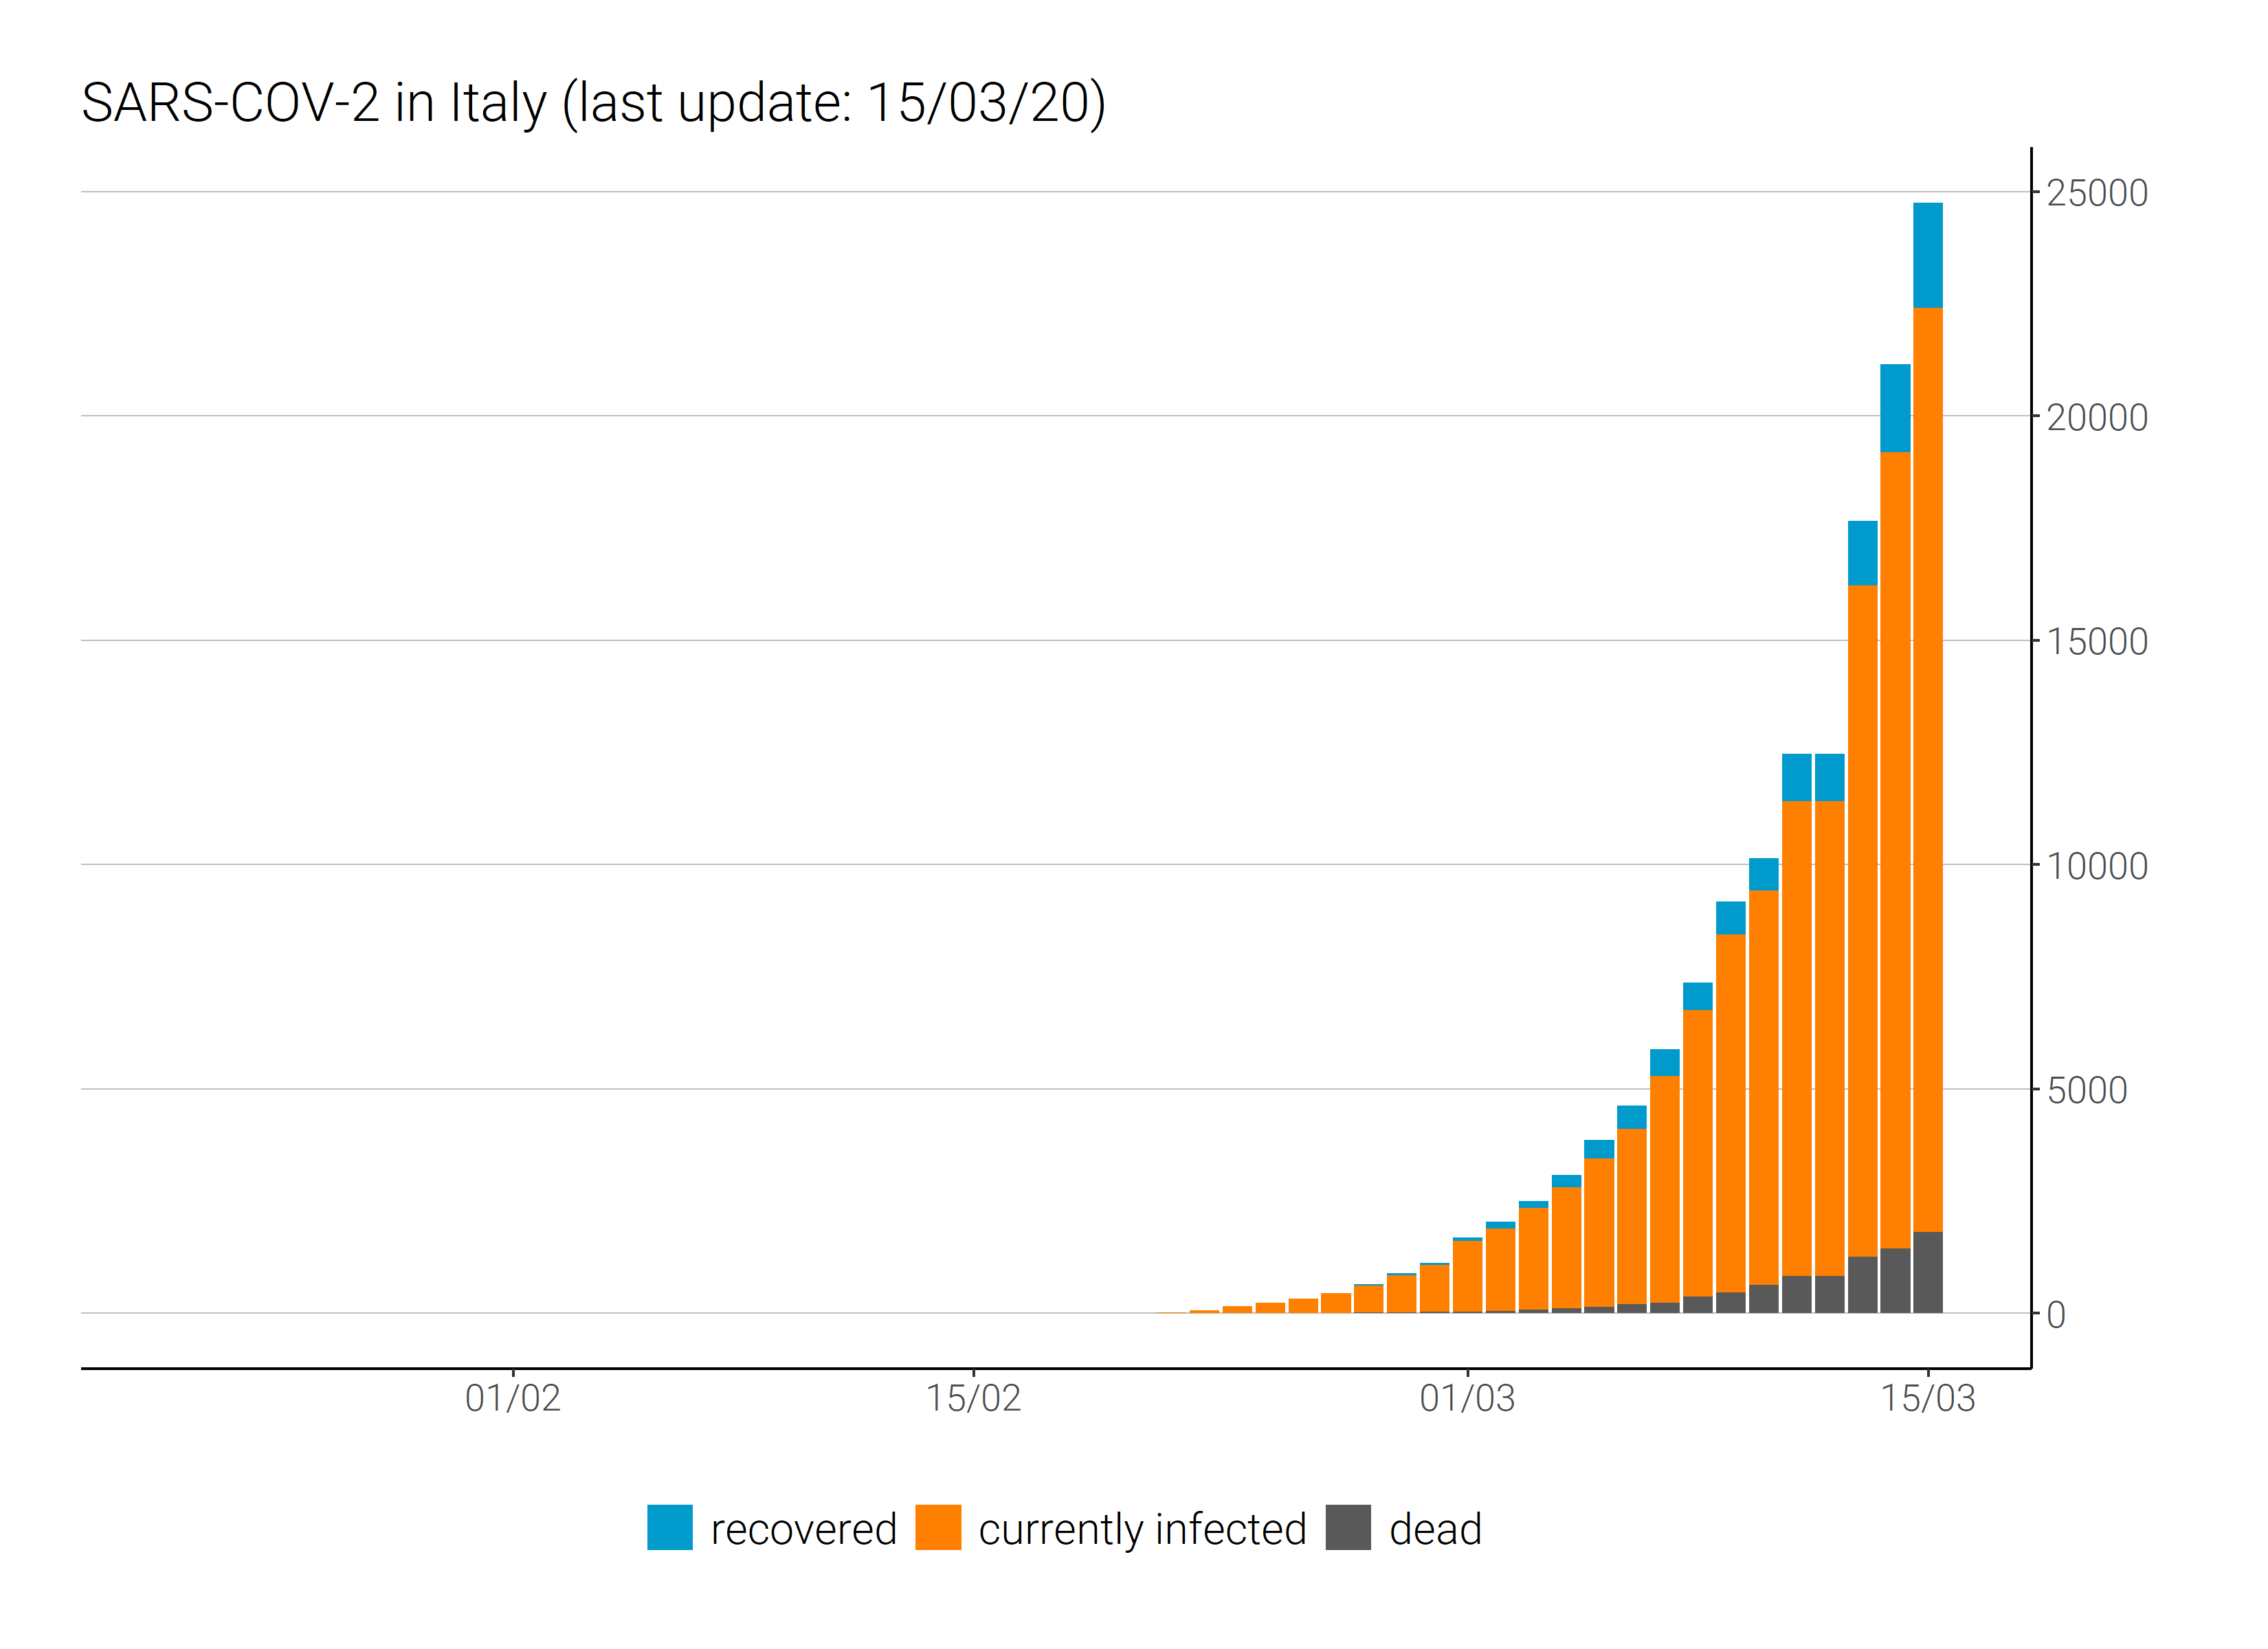 SARS-COV-2 in Italy (last update: 15/03/20)
25000
20000
15000
10000
5000
0
01/02 15/02 01/03 15/03
recovered currently infected dead